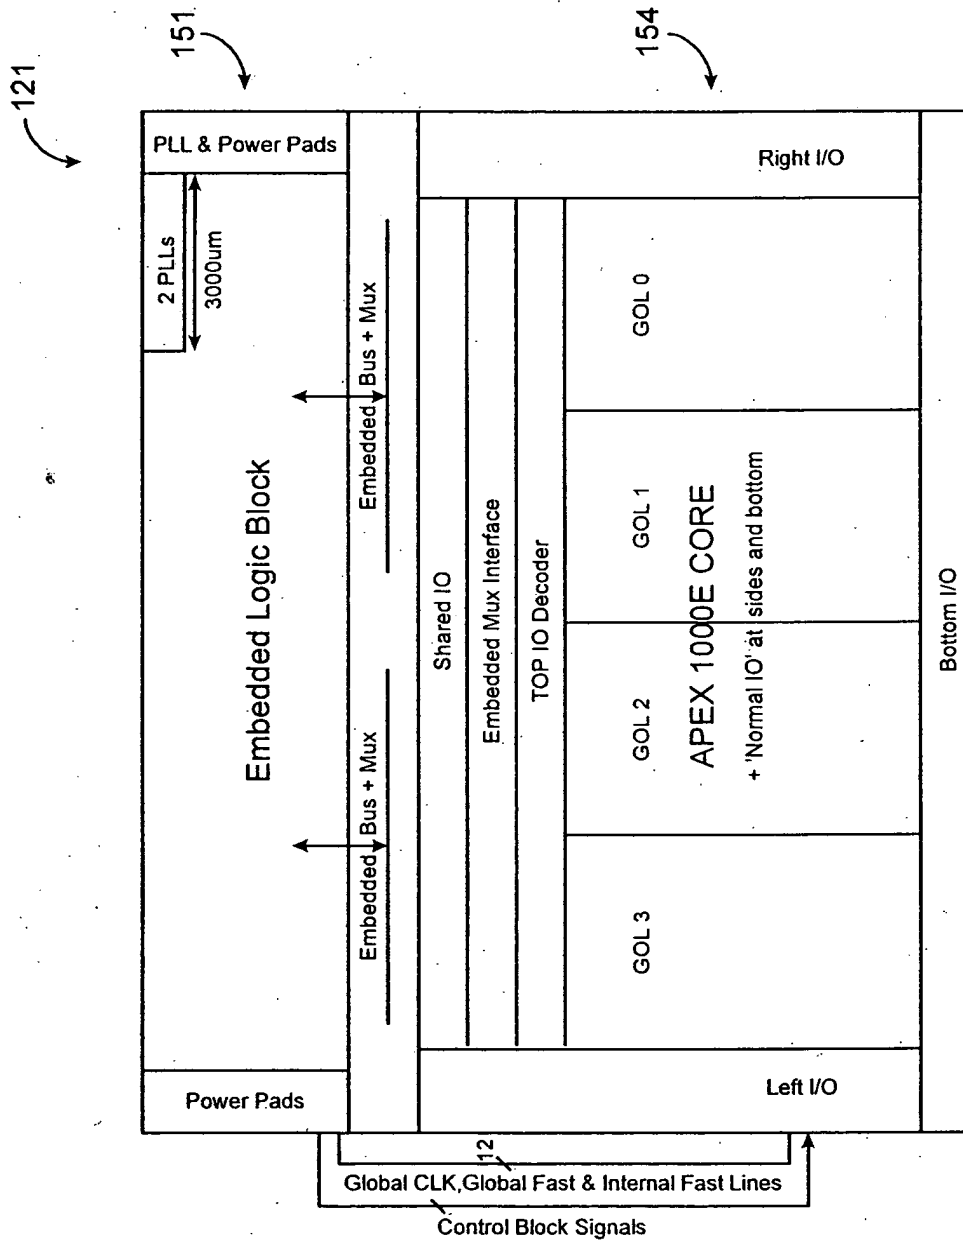 121
151
154
PLL & Power Pads
2 PLLs
3000um
Embedded Logic Block
Power Pads
Embedded Bus + Mux
Embedded Bus + Mux
Shared IO
Embedded Mux Interface
TOP IO Decoder
GOL 3
GOL 2
GOL 1
GOL 0
APEX 1000E CORE
+ 'Normal IO' at sides and bottom
Left I/O
Right I/O
Bottom I/O
12
Global CLK,Global Fast & Internal Fast Lines
Control Block Signals